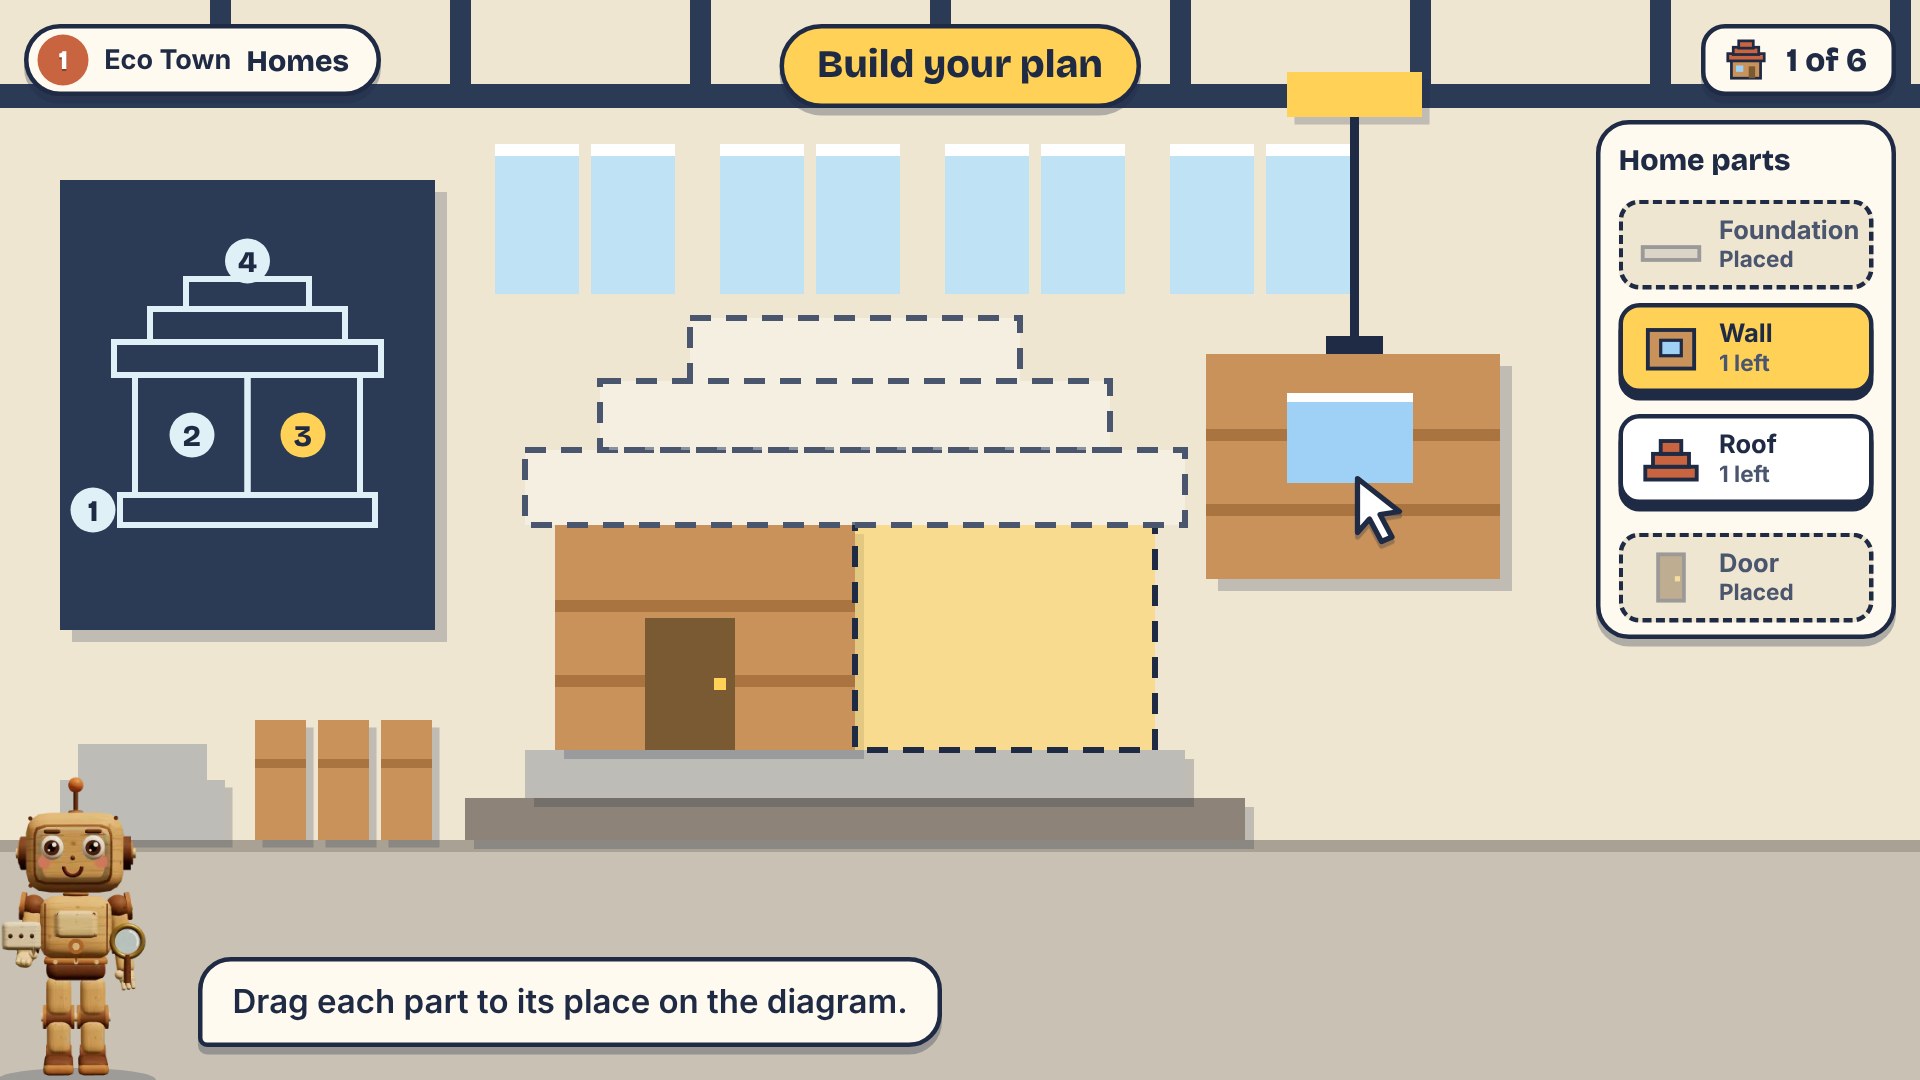 1 Eco Town Homes
Build your plan
1 of 6
Home parts
Foundation
Placed
Wall
1 left
Roof
1 left
Door
Placed
4
2
3
1
Drag each part to its place on the diagram.